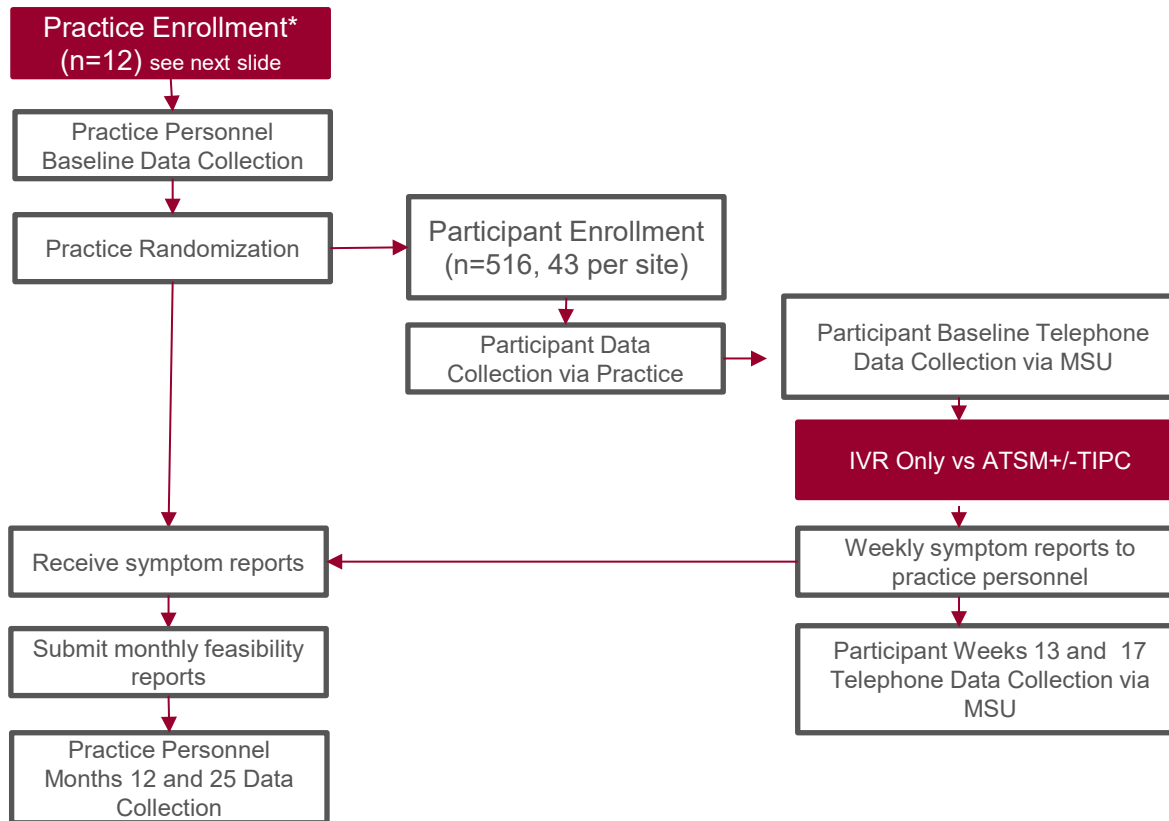 Practice Enrollment*
(n=12) see next slide
Practice Personnel
Baseline Data Collection
Practice Randomization
Participant Enrollment
(n=516, 43 per site)
Participant Data
Collection via Practice
Participant Baseline Telephone
Data Collection via MSU
IVR Only vs ATSM+/-TIPC
Weekly symptom reports to
practice personnel
Receive symptom reports
Submit monthly feasibility
reports
Participant Weeks 13 and 17
Telephone Data Collection via
MSU
Practice Personnel
Months 12 and 25 Data
Collection